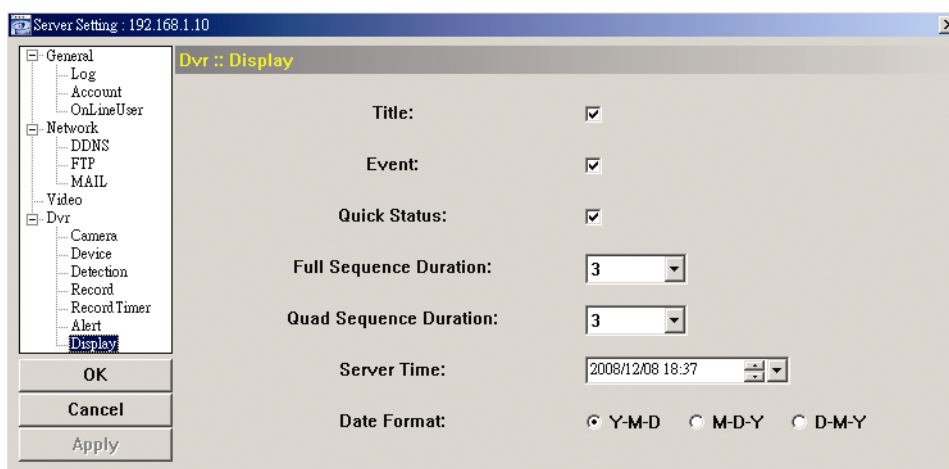 Server Setting : 192.168.1.10
General
Log
Account
OnLineUser
Network
DDNS
FTP
MAIL
Video
Dvr
Camera
Device
Detection
Record
Record Timer
Alert
Display
OK
Cancel
Apply
Dvr :: Display
Title:
Event:
Quick Status:
Full Sequence Duration: 3
Quad Sequence Duration: 3
Server Time: 2008/12/08 18:37
Date Format: Y-M-D M-D-Y D-M-Y